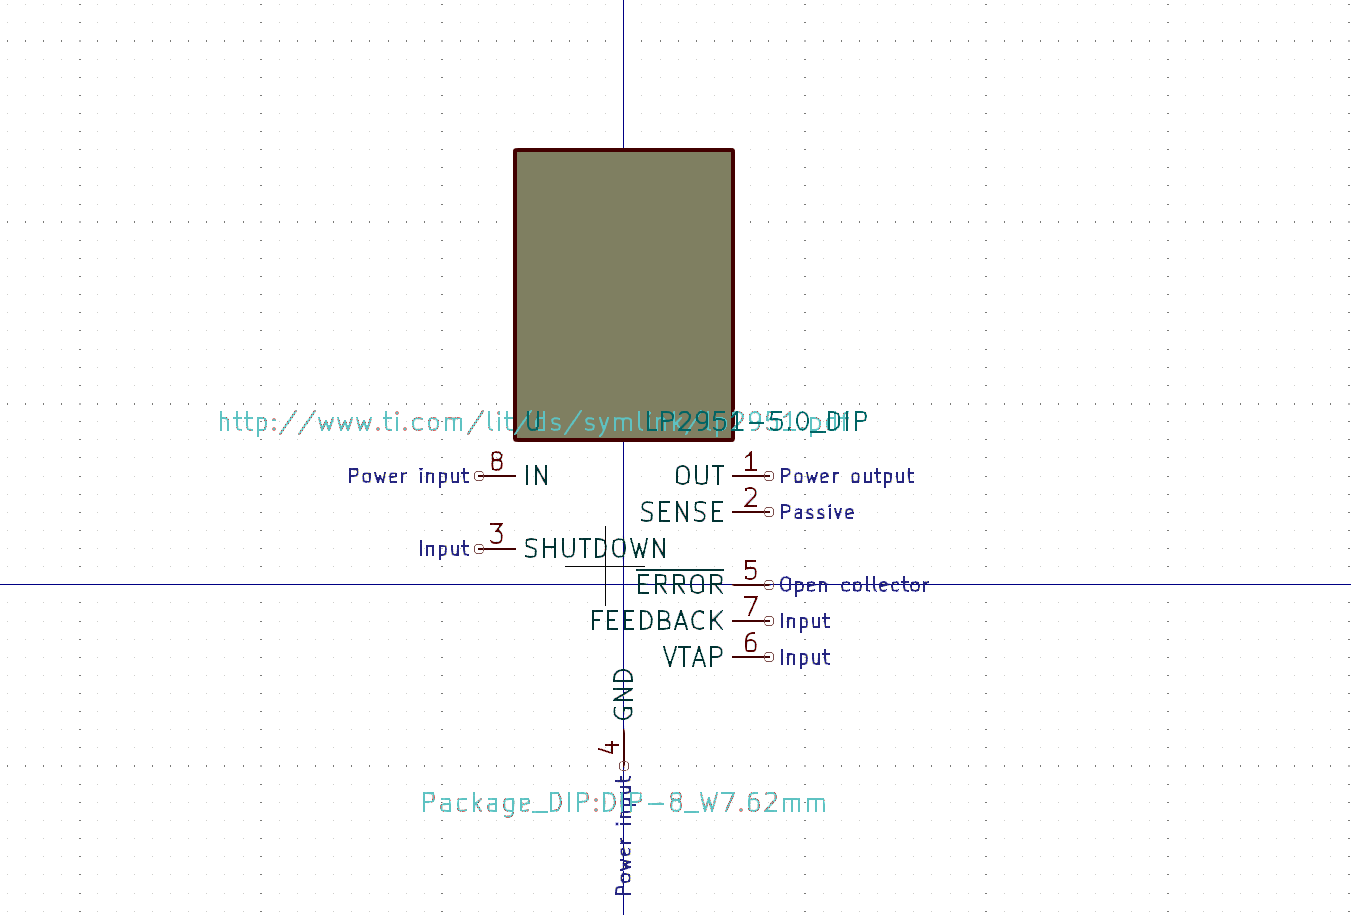 http://www.ti.com/lit/ds/symlink/lp2951.pdf
U
LP2951-5.0_DIP
Power input 8 IN
OUT 1 Power output
SENSE 2 Passive
Input 3 SHUTDOWN
ERROR 5 Open collector
FEEDBACK 7 Input
VTAP 6 Input
GND
4
Power input
Package_DIP:DIP-8_W7.62mm